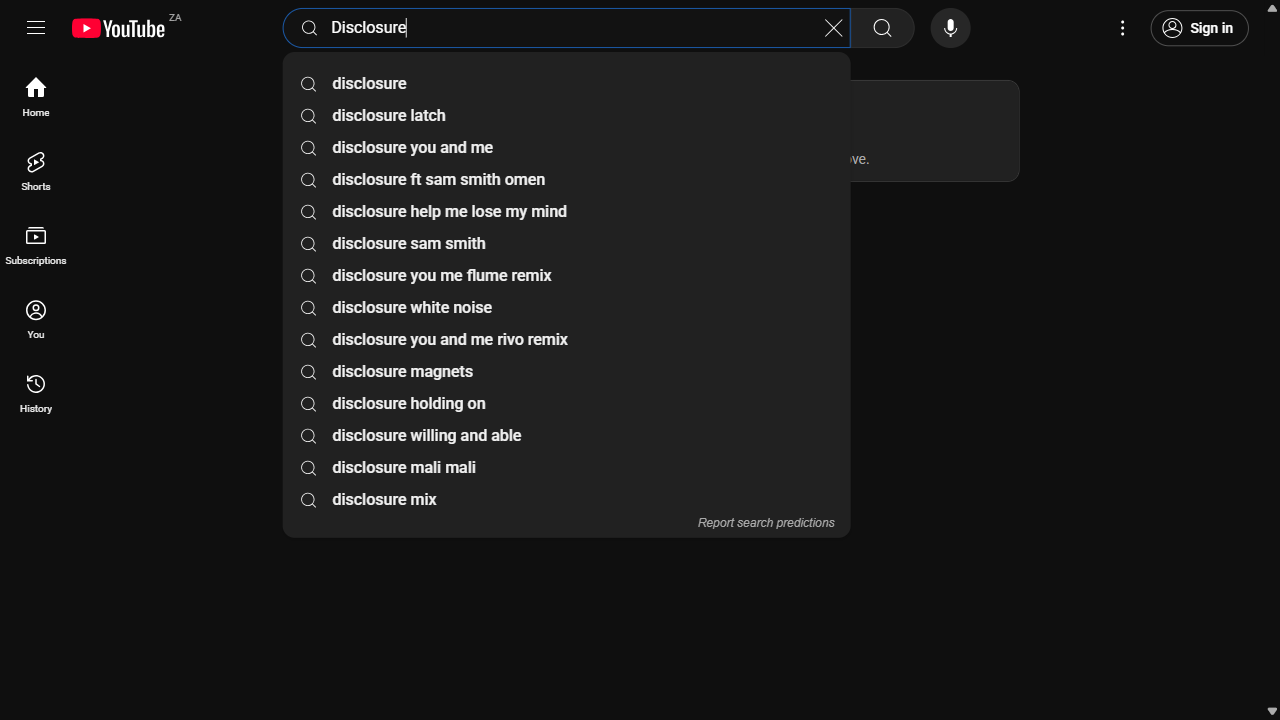 YouTube ZA
Disclosure
Sign in
Home
Shorts
Subscriptions
You
History
disclosure
disclosure latch
disclosure you and me
disclosure ft sam smith omen
disclosure help me lose my mind
disclosure sam smith
disclosure you me flume remix
disclosure white noise
disclosure you and me rivo remix
disclosure magnets
disclosure holding on
disclosure willing and able
disclosure mali mali
disclosure mix
Report search predictions